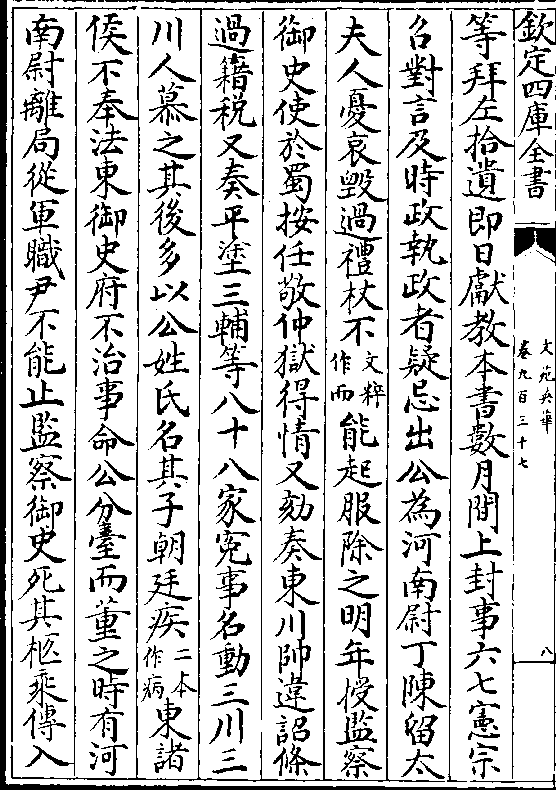 欽定四庫全書
文苑英華
卷九百三十七
八
等拜左拾遺即日獻教本書數月間上封事六七憲宗
召對言及時政執政者疑忌出公為河南尉丁陳留太
夫人憂哀毀過禮杖不文粹作而能起服除之明年授監察
御史使於蜀按任敬仲獄得情又劾奏東川帥違詔條
過籍税又奏平塗三輔等八十八家寃事名動三川三
川人慕之其後多以公姓氏名其子朝廷疾二本作病東諸
侯不奉法東御史府不治事命公分臺而董之時有河
南尉離局從軍職尹不能止監察御史死其柩乘傳入